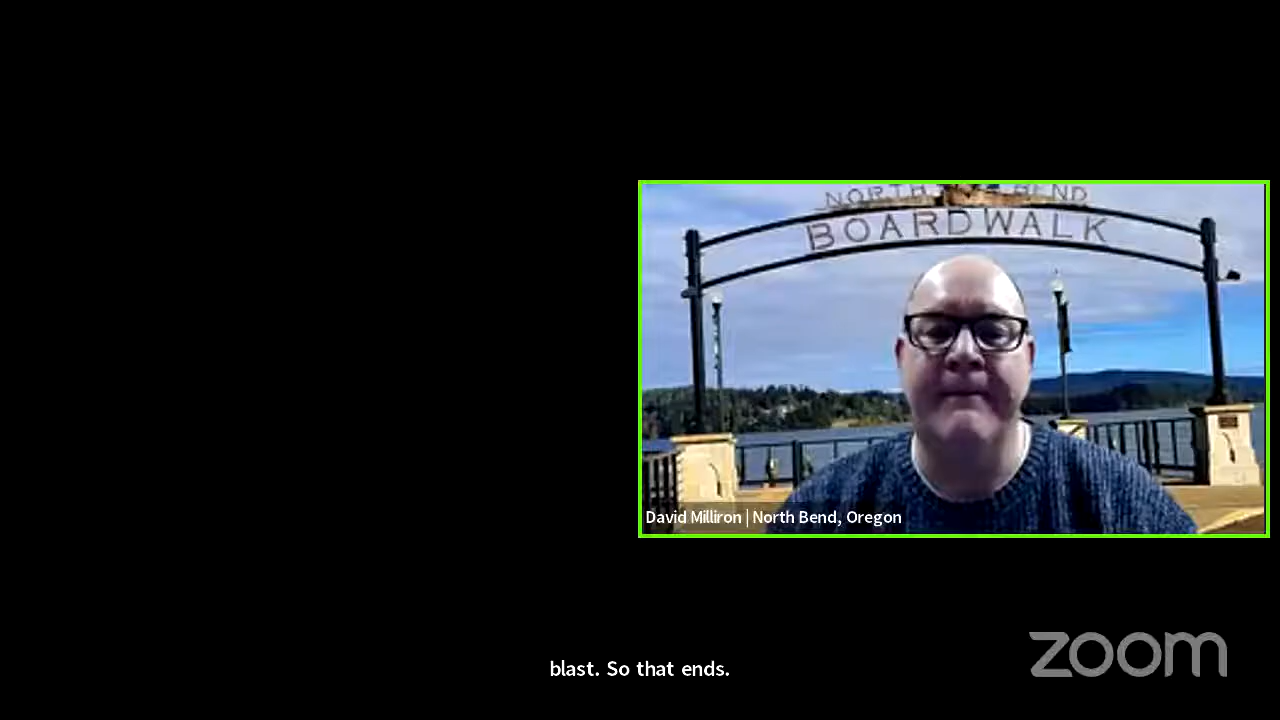 NORTH BEND
BOARDWALK
David Milliron | North Bend, Oregon
blast. So that ends.
zoom